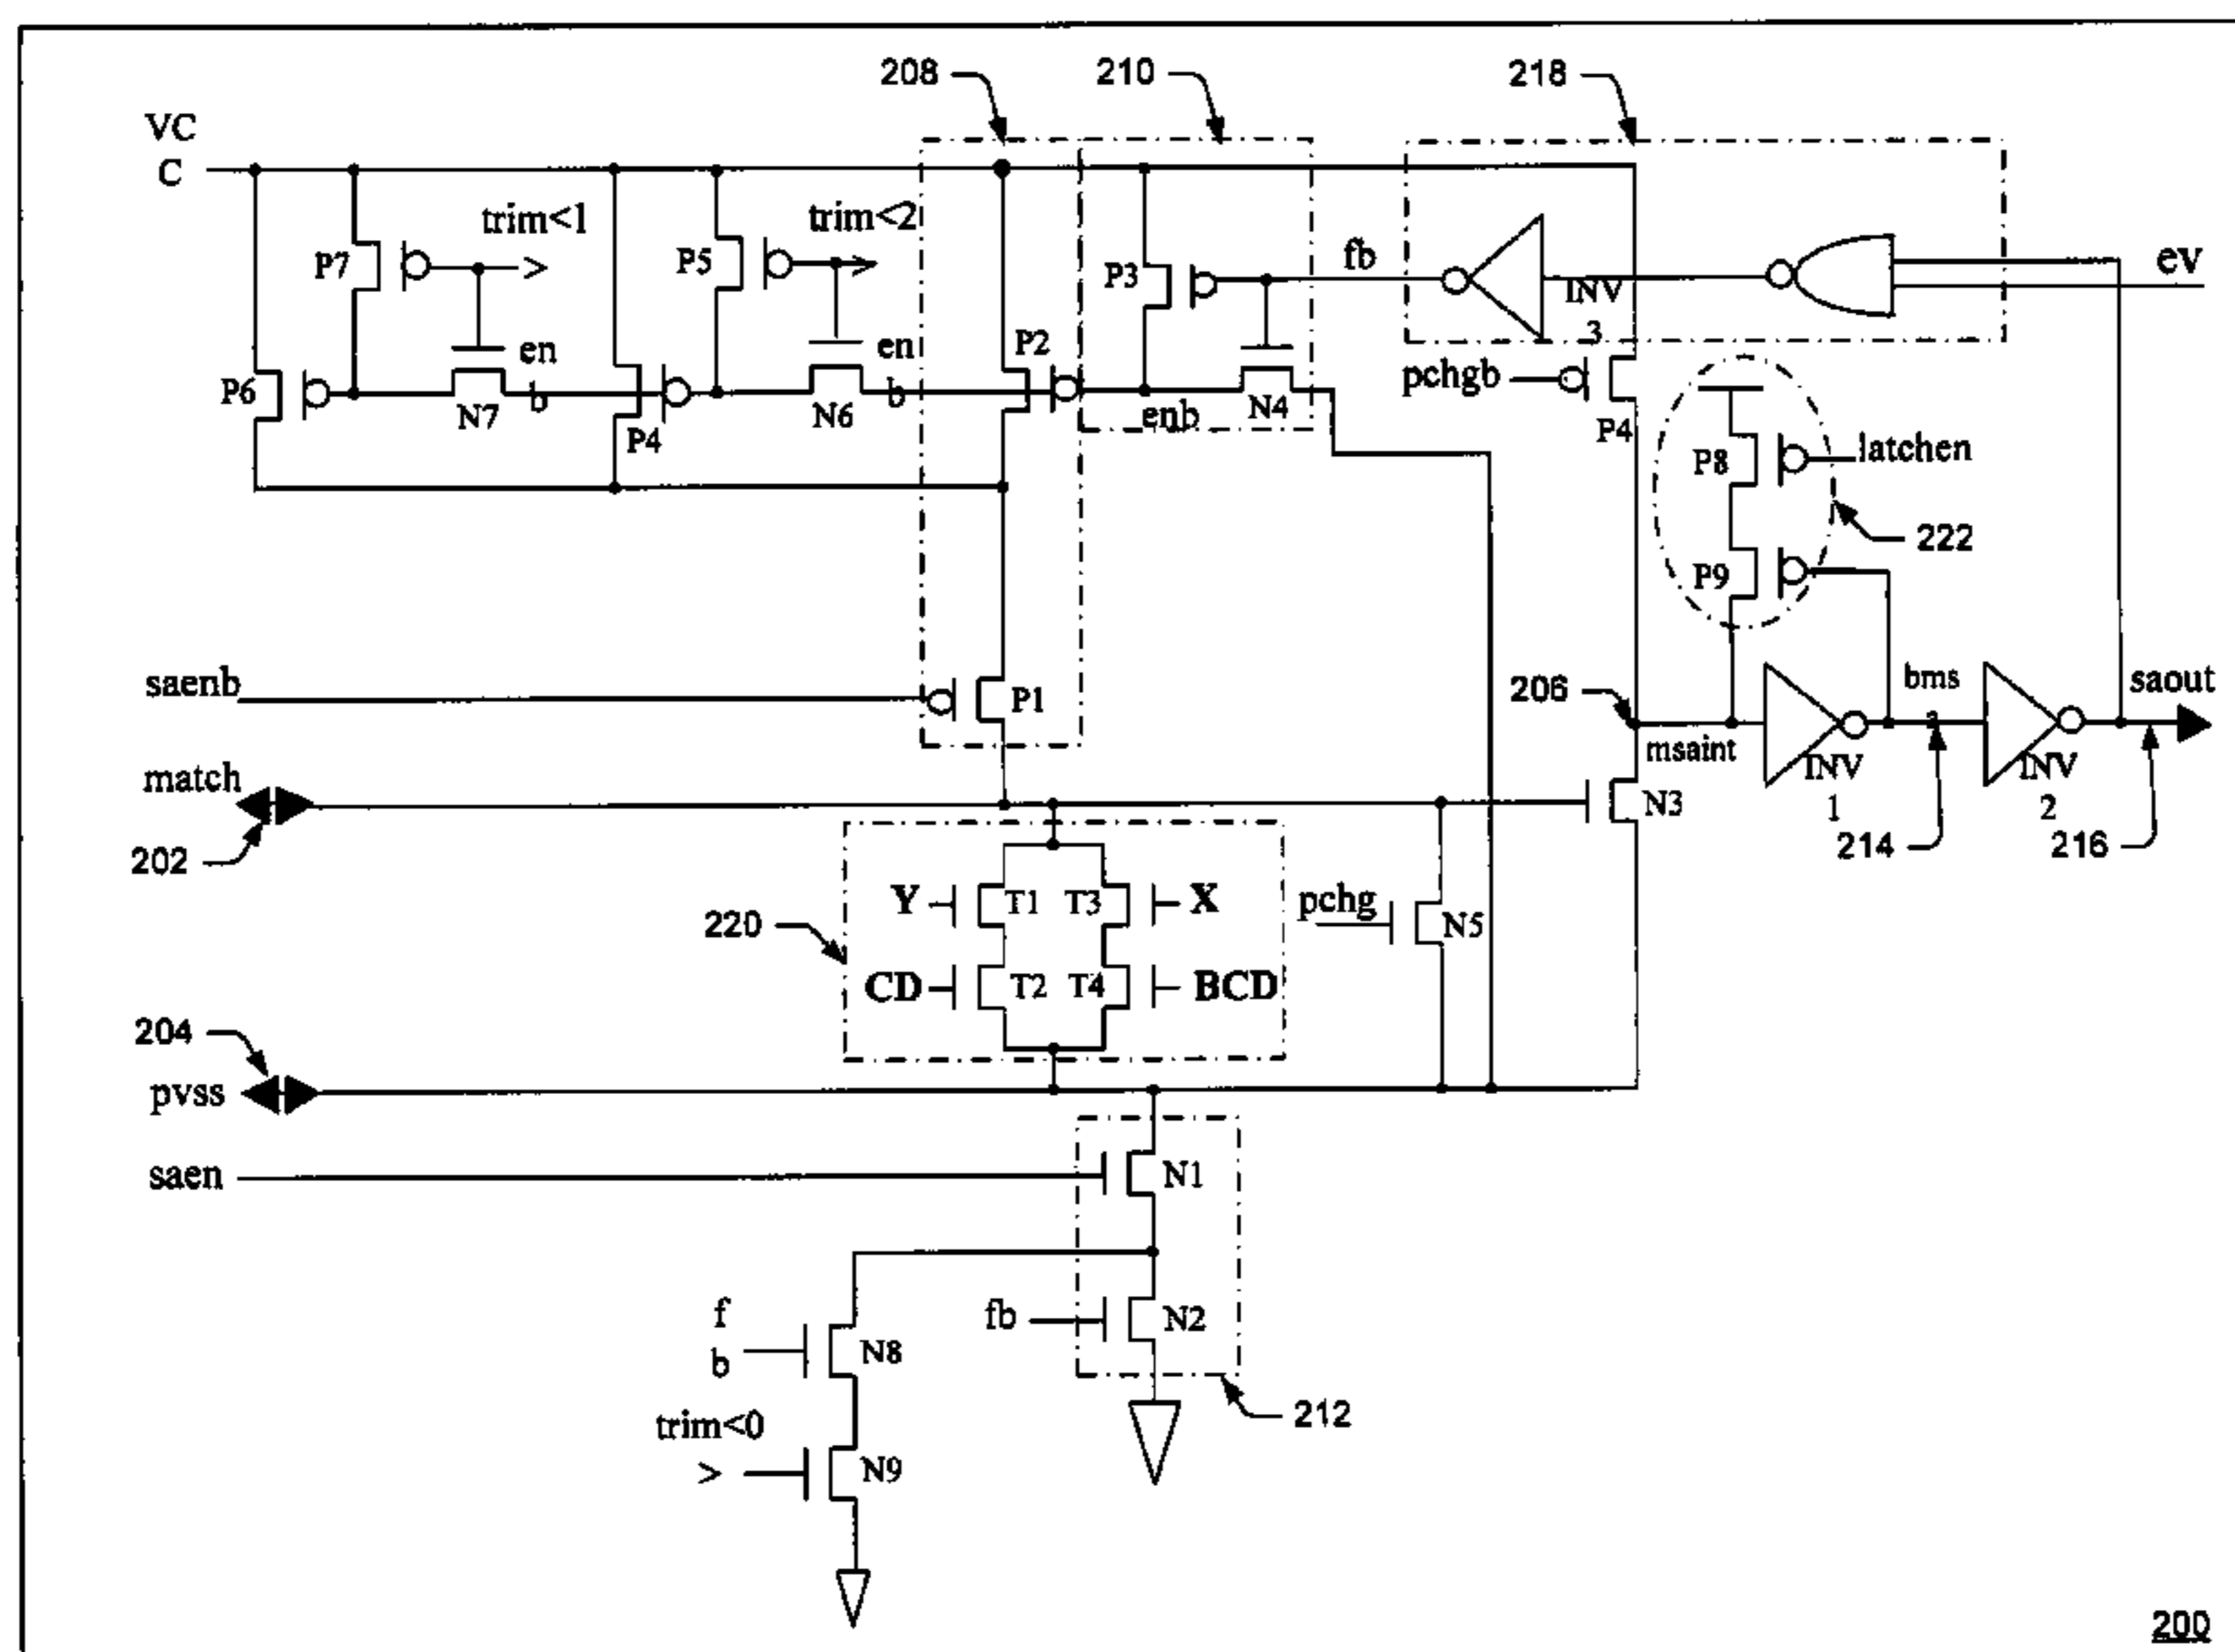 208
210
218
VC
C
trim<1
>
trim<2
>
P7
P5
P3
fb
INV
3
ev
P6
en
b
N7
P4
en
b
N6
P2
enb
N4
pchgb
P4
P8
latchen
222
P9
saenb
P1
206
msaint
bms
saout
INV
1
INV
2
214
216
match
202
N3
220
Y
T1
T3
X
pchg
N5
CD
T2
T4
BCD
204
pvss
saen
N1
f
b
N8
fb
N2
212
trim<0
>
N9
200